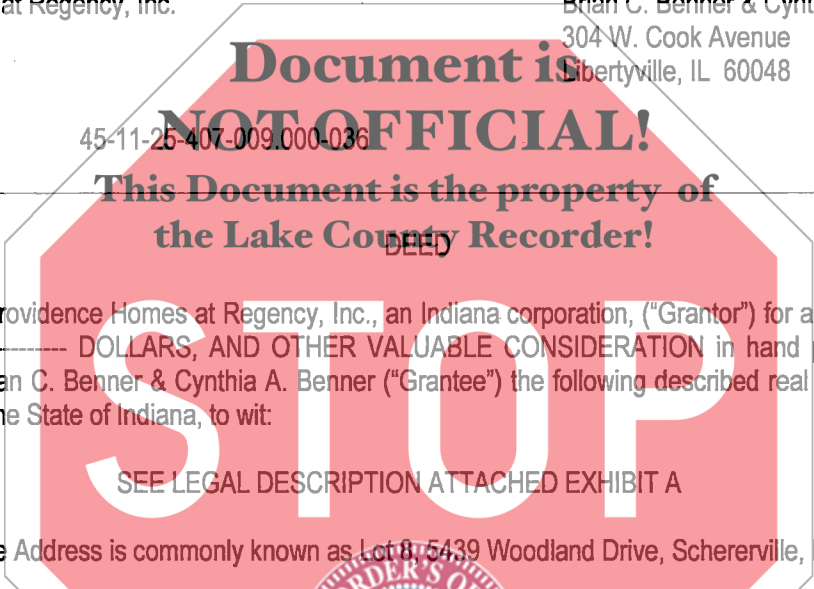 at Regency, Inc.
Brian C. Benner & Cynt
304 W. Cook Avenue
Libertyville, IL 60048
Document is
NOT OFFICIAL!
45-11-25-407-009.000-036
This Document is the property of
the Lake County Recorder!
DEED
rovidence Homes at Regency, Inc., an Indiana corporation, ("Grantor") for a
-------- DOLLARS, AND OTHER VALUABLE CONSIDERATION in hand
an C. Benner & Cynthia A. Benner ("Grantee") the following described real
he State of Indiana, to wit:
STOP
SEE LEGAL DESCRIPTION ATTACHED EXHIBIT A
e Address is commonly known as Lot 8, 5439 Woodland Drive, Schererville,
RDER'S O